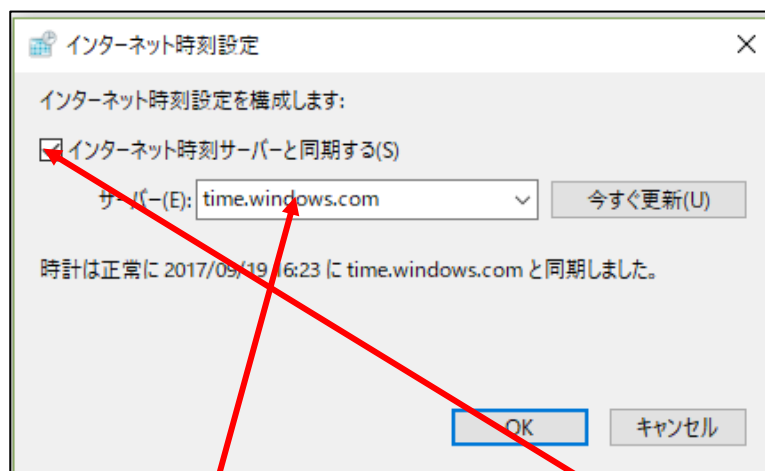 インターネット時刻設定
インターネット時刻設定を構成します:
インターネット時刻サーバーと同期する(S)
サーバー(E): time.windows.com 今すぐ更新(U)
時計は正常に 2017/09/19 16:23 に time.windows.com と同期しました。
OK キャンセル